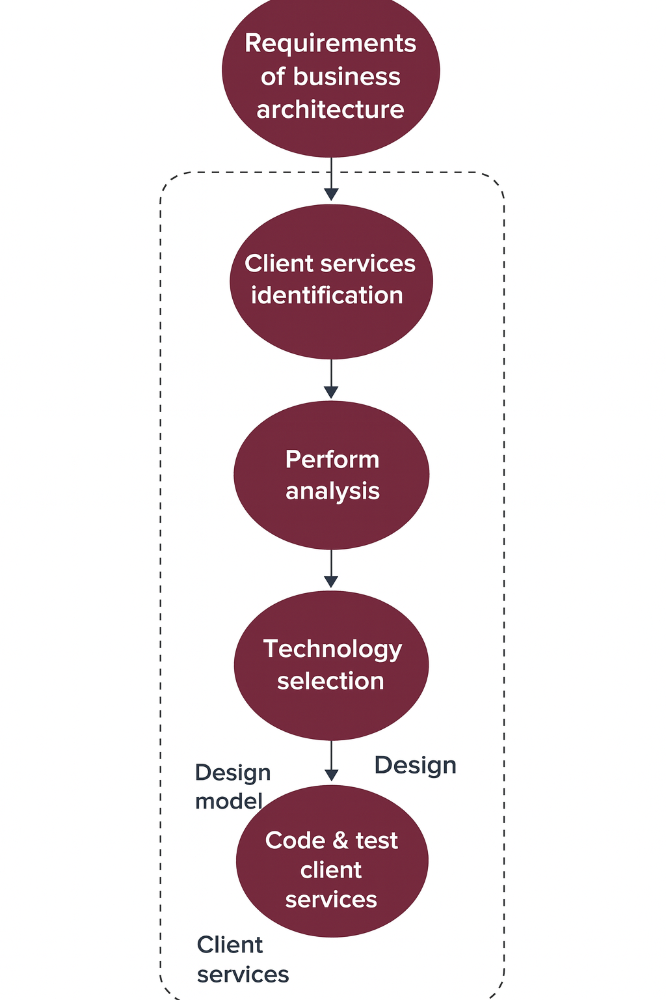 Requirements
of business
architecture
Client services
identification
Perform
analysis
Technology
selection
Design
model
Design
Code & test
client
services
Client
services